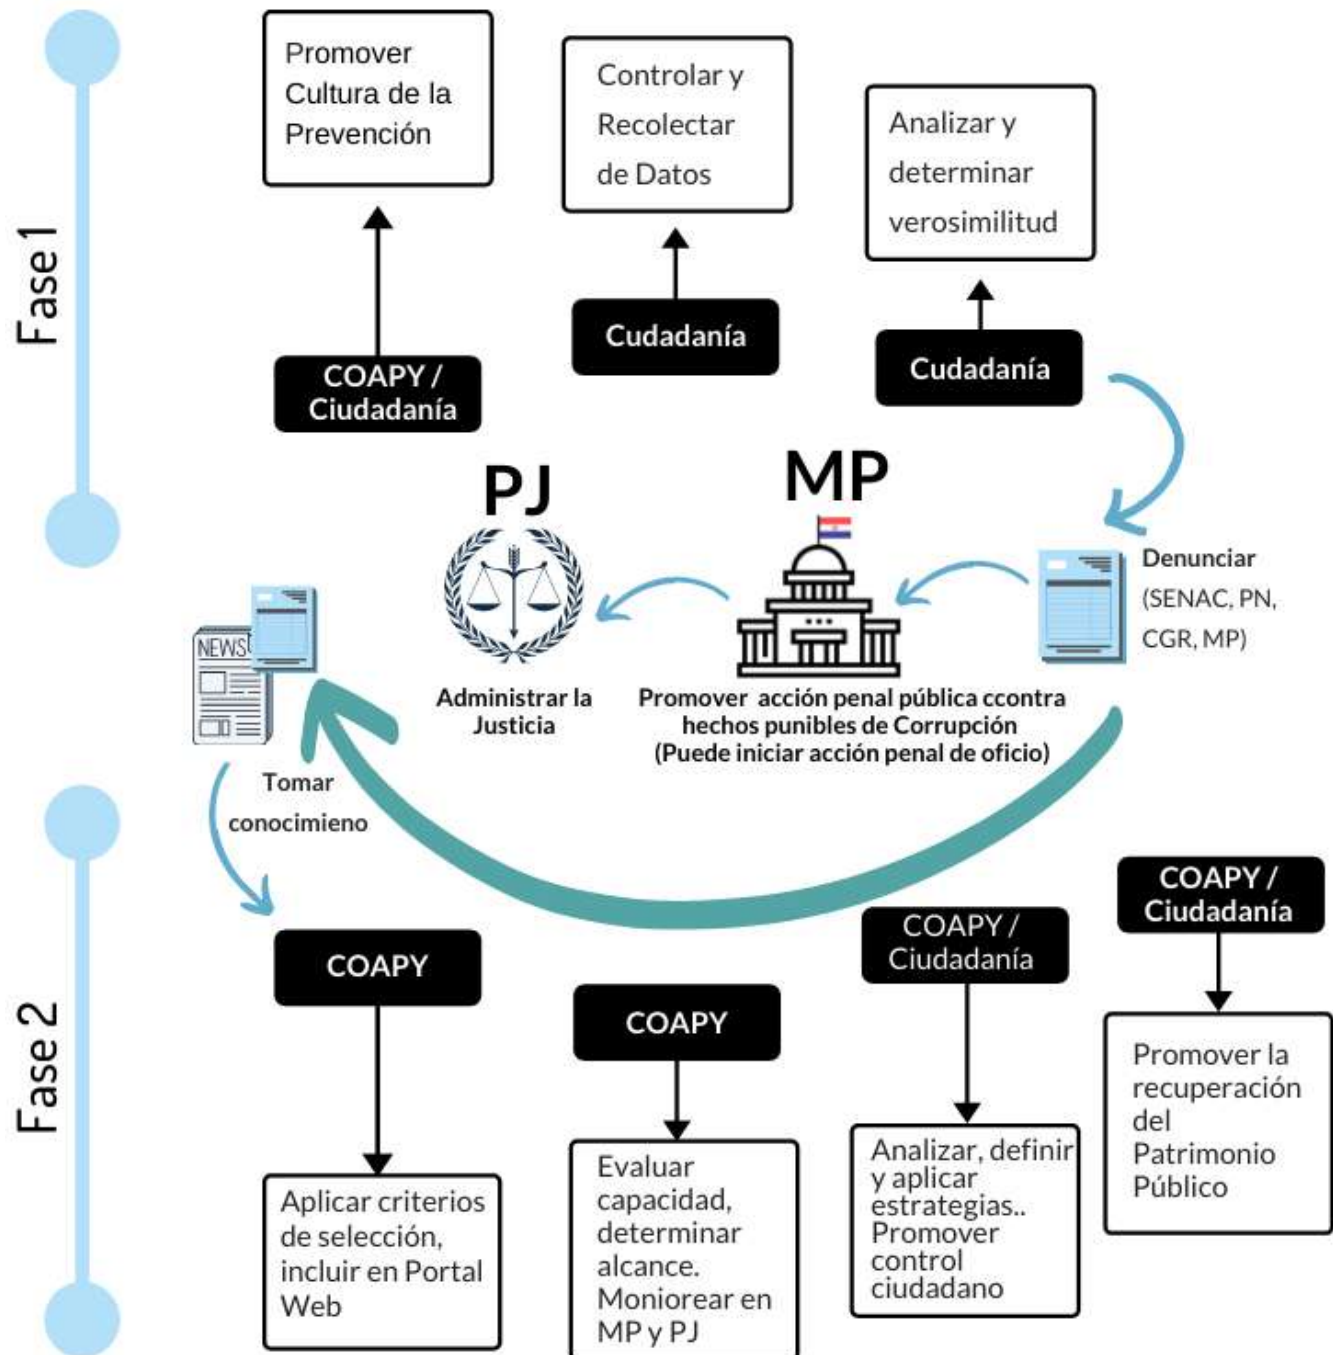 Fase 1
Promover
Cultura de la
Prevención
COAPY /
Ciudadanía
Controlar y
Recolectar
de Datos
Cudadanía
Analizar y
determinar
verosimilitud
Cudadanía
Denunciar
(SENAC, PN,
CGR, MP)
MP
Promover acción penal pública ccontra
hechos punibles de Corrupción
(Puede iniciar acción penal de oficio)
PJ
Administrar la
Justicia
NEWS
Tomar
conocimieno
Fase 2
COAPY
Aplicar criterios
de selección,
incluir en Portal
Web
COAPY
Evaluar
capacidad,
determinar
alcance.
Moniorear en
MP y PJ
COAPY /
Ciudadanía
Analizar, definir
y aplicar
estrategias..
Promover
control
ciudadano
COAPY /
Ciudadanía
Promover la
recuperación
del
Patrimonio
Público